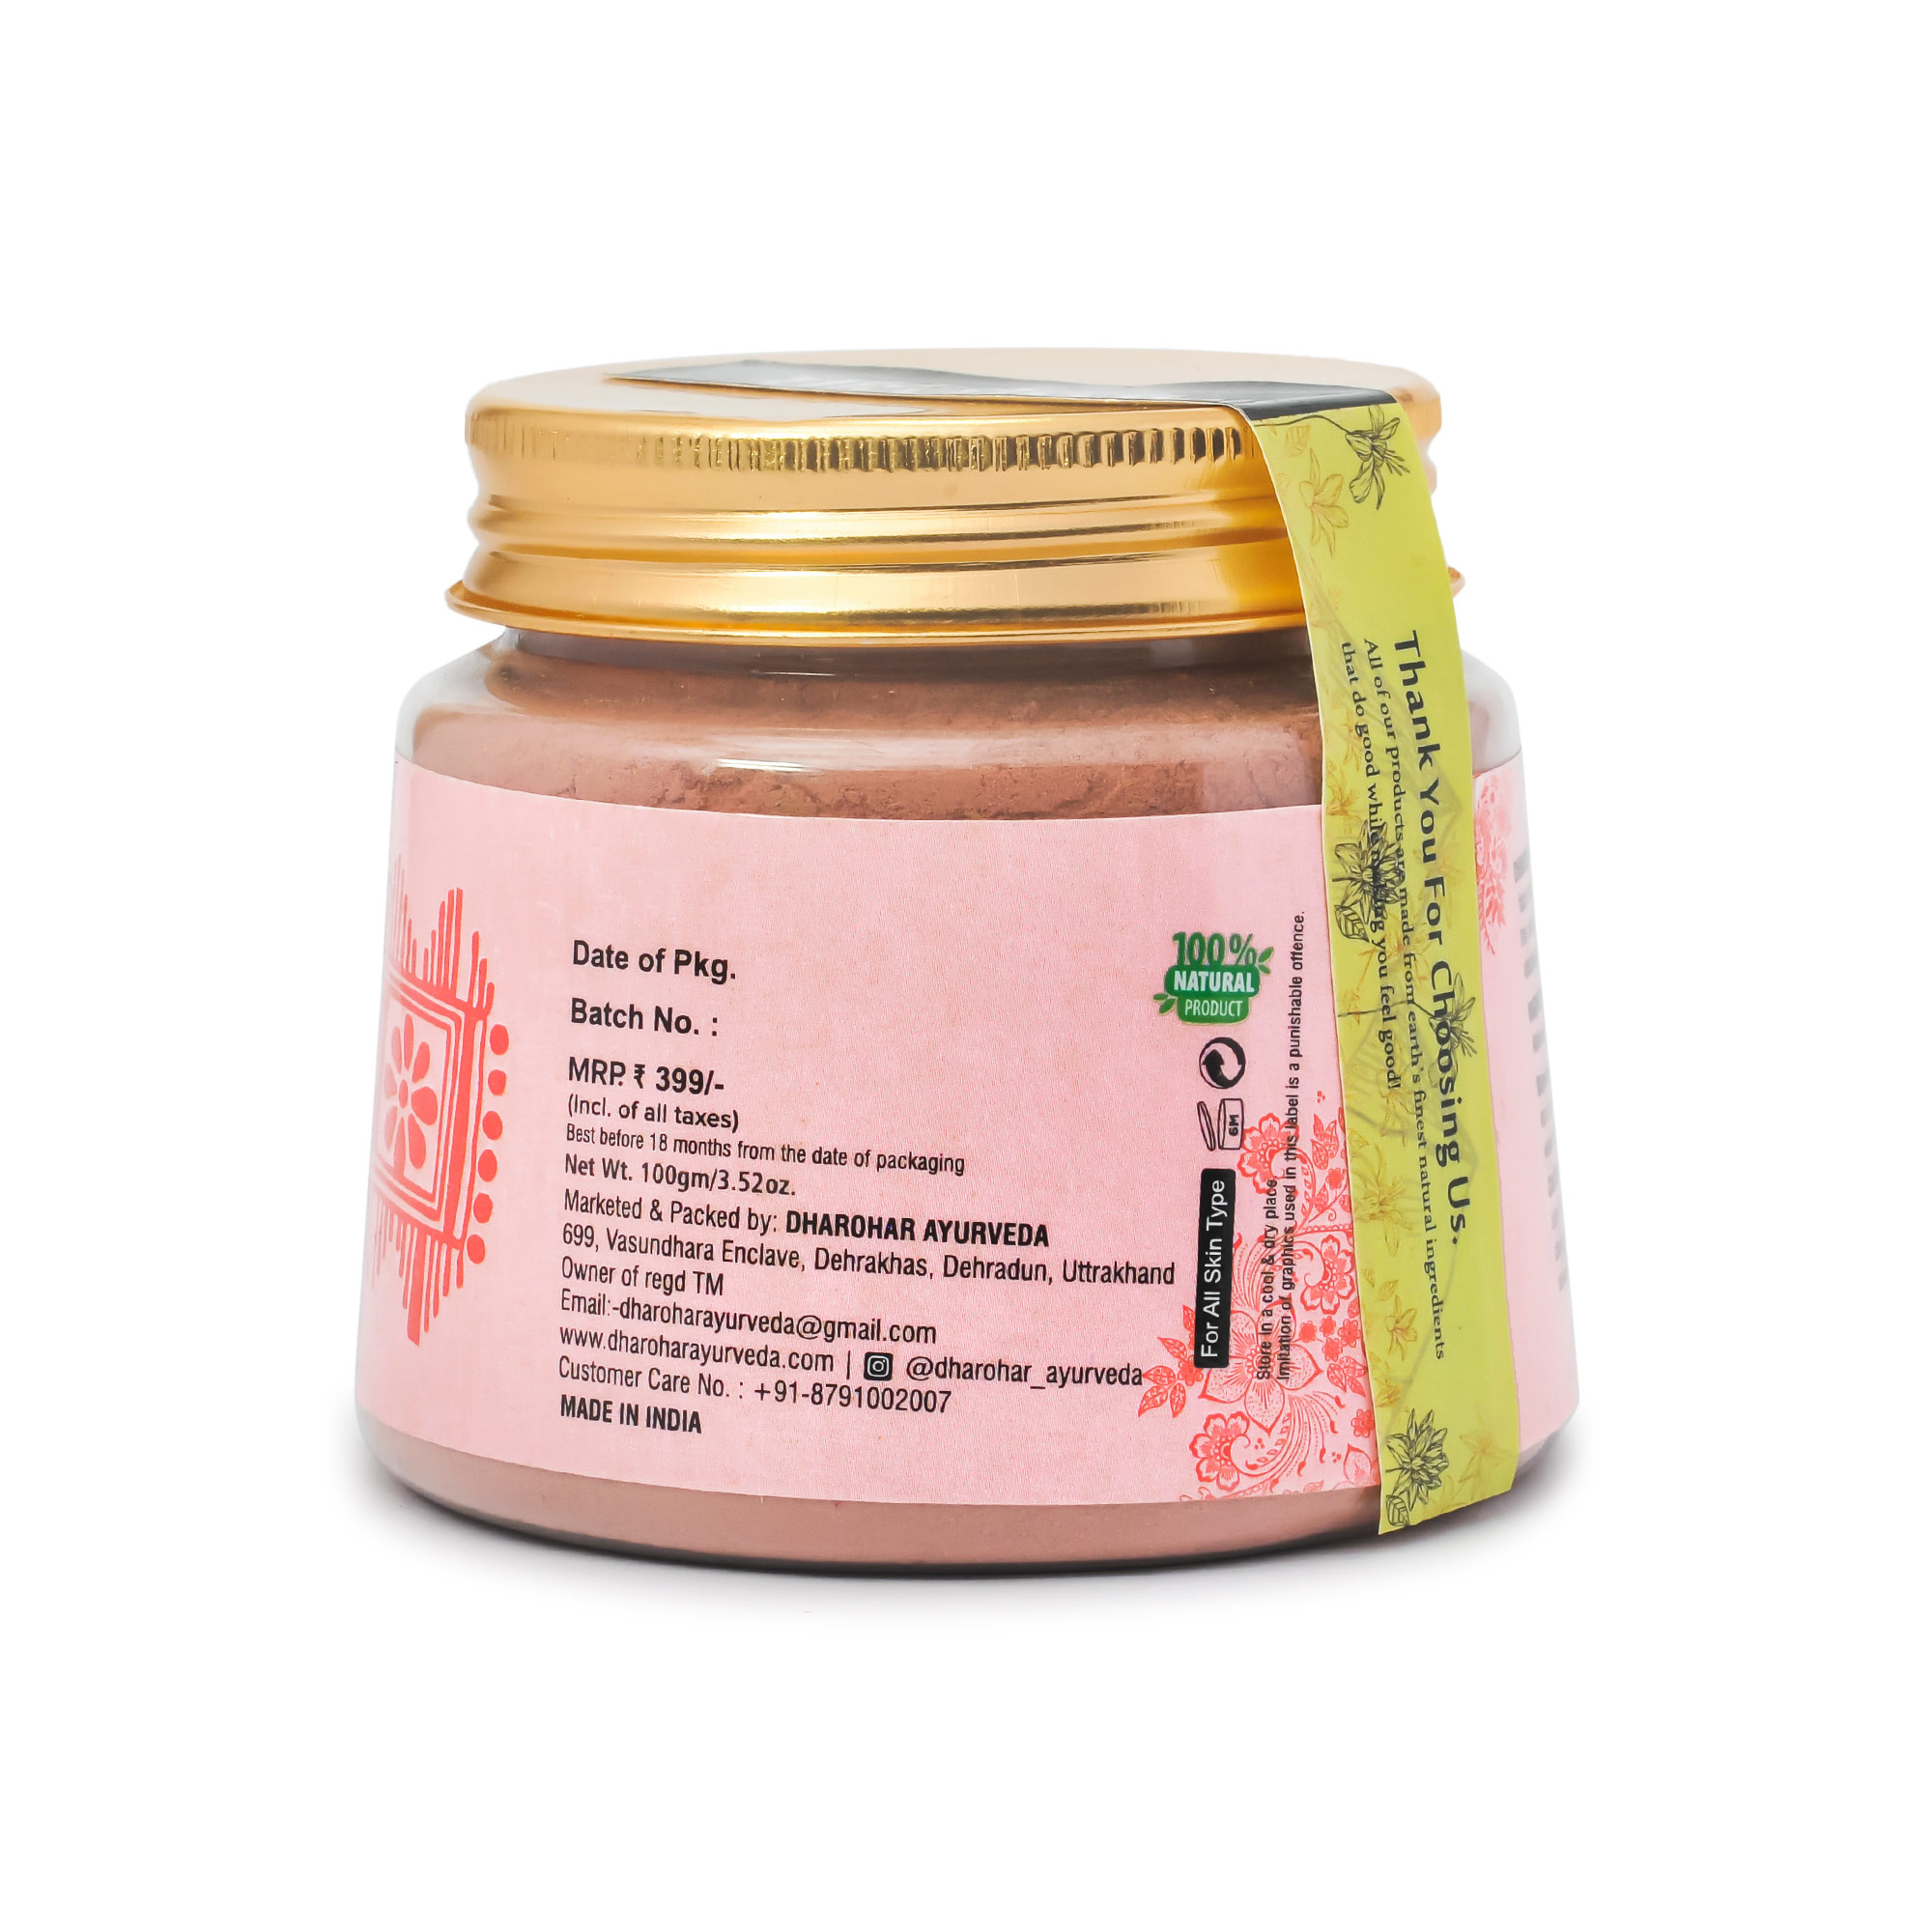 Date of Pkg.
Batch No. :
MRP. ₹ 399/-
(Incl. of all taxes)
Best before 18 months from the date of packaging
Net Wt. 100gm/3.52oz.
Marketed & Packed by: DHAROHAR AYURVEDA
699, Vasundhara Enclave, Dehrakhas, Dehradun, Uttrakhand
Owner of regd TM
Email:-dharoharayurveda@gmail.com
www.dharoharayurveda.com | @dharohar_ayurveda
Customer Care No. : +91-8791002007
MADE IN INDIA
100%
NATURAL
PRODUCT
6M
For All Skin Type
Store in a cool & dry place.
Imitation of graphics used in this label is a punishable offence.
Thank You For Choosing Us.
All of our products are made from earth's finest natural ingredients
that do good while making you feel good!